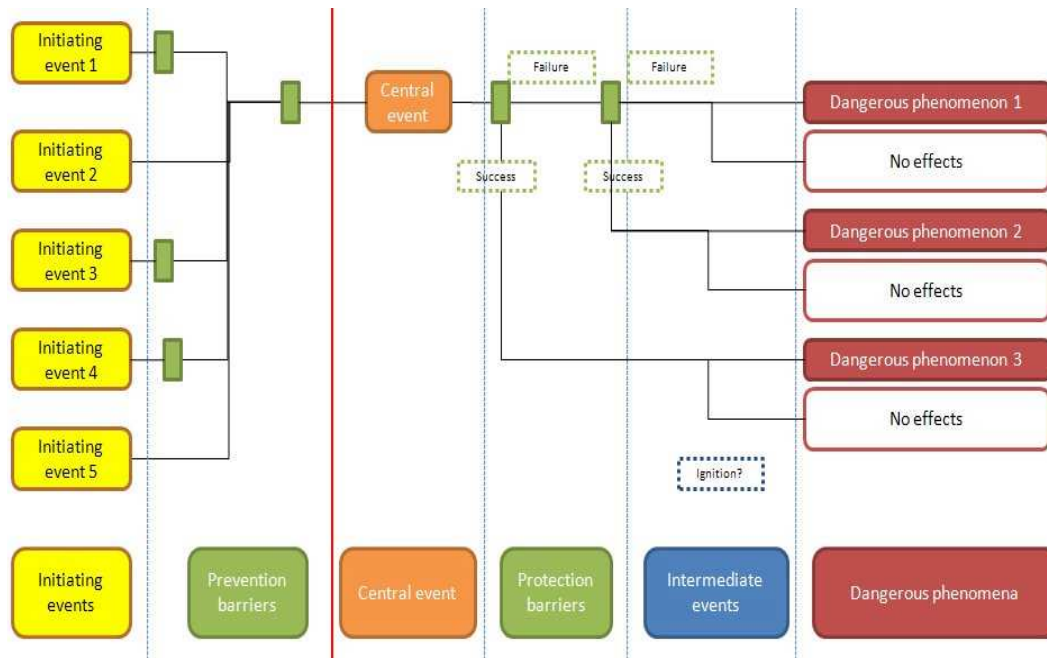 Initiating
event 1
Failure
Failure
Central
event
Dangerous phenomenon 1
Initiating
event 2
No effects
Success
Success
Dangerous phenomenon 2
Initiating
event 3
No effects
Initiating
event 4
Dangerous phenomenon 3
No effects
Initiating
event 5
Ignition?
Initiating
events
Prevention
barriers
Central event
Protection
barriers
Intermediate
events
Dangerous phenomena